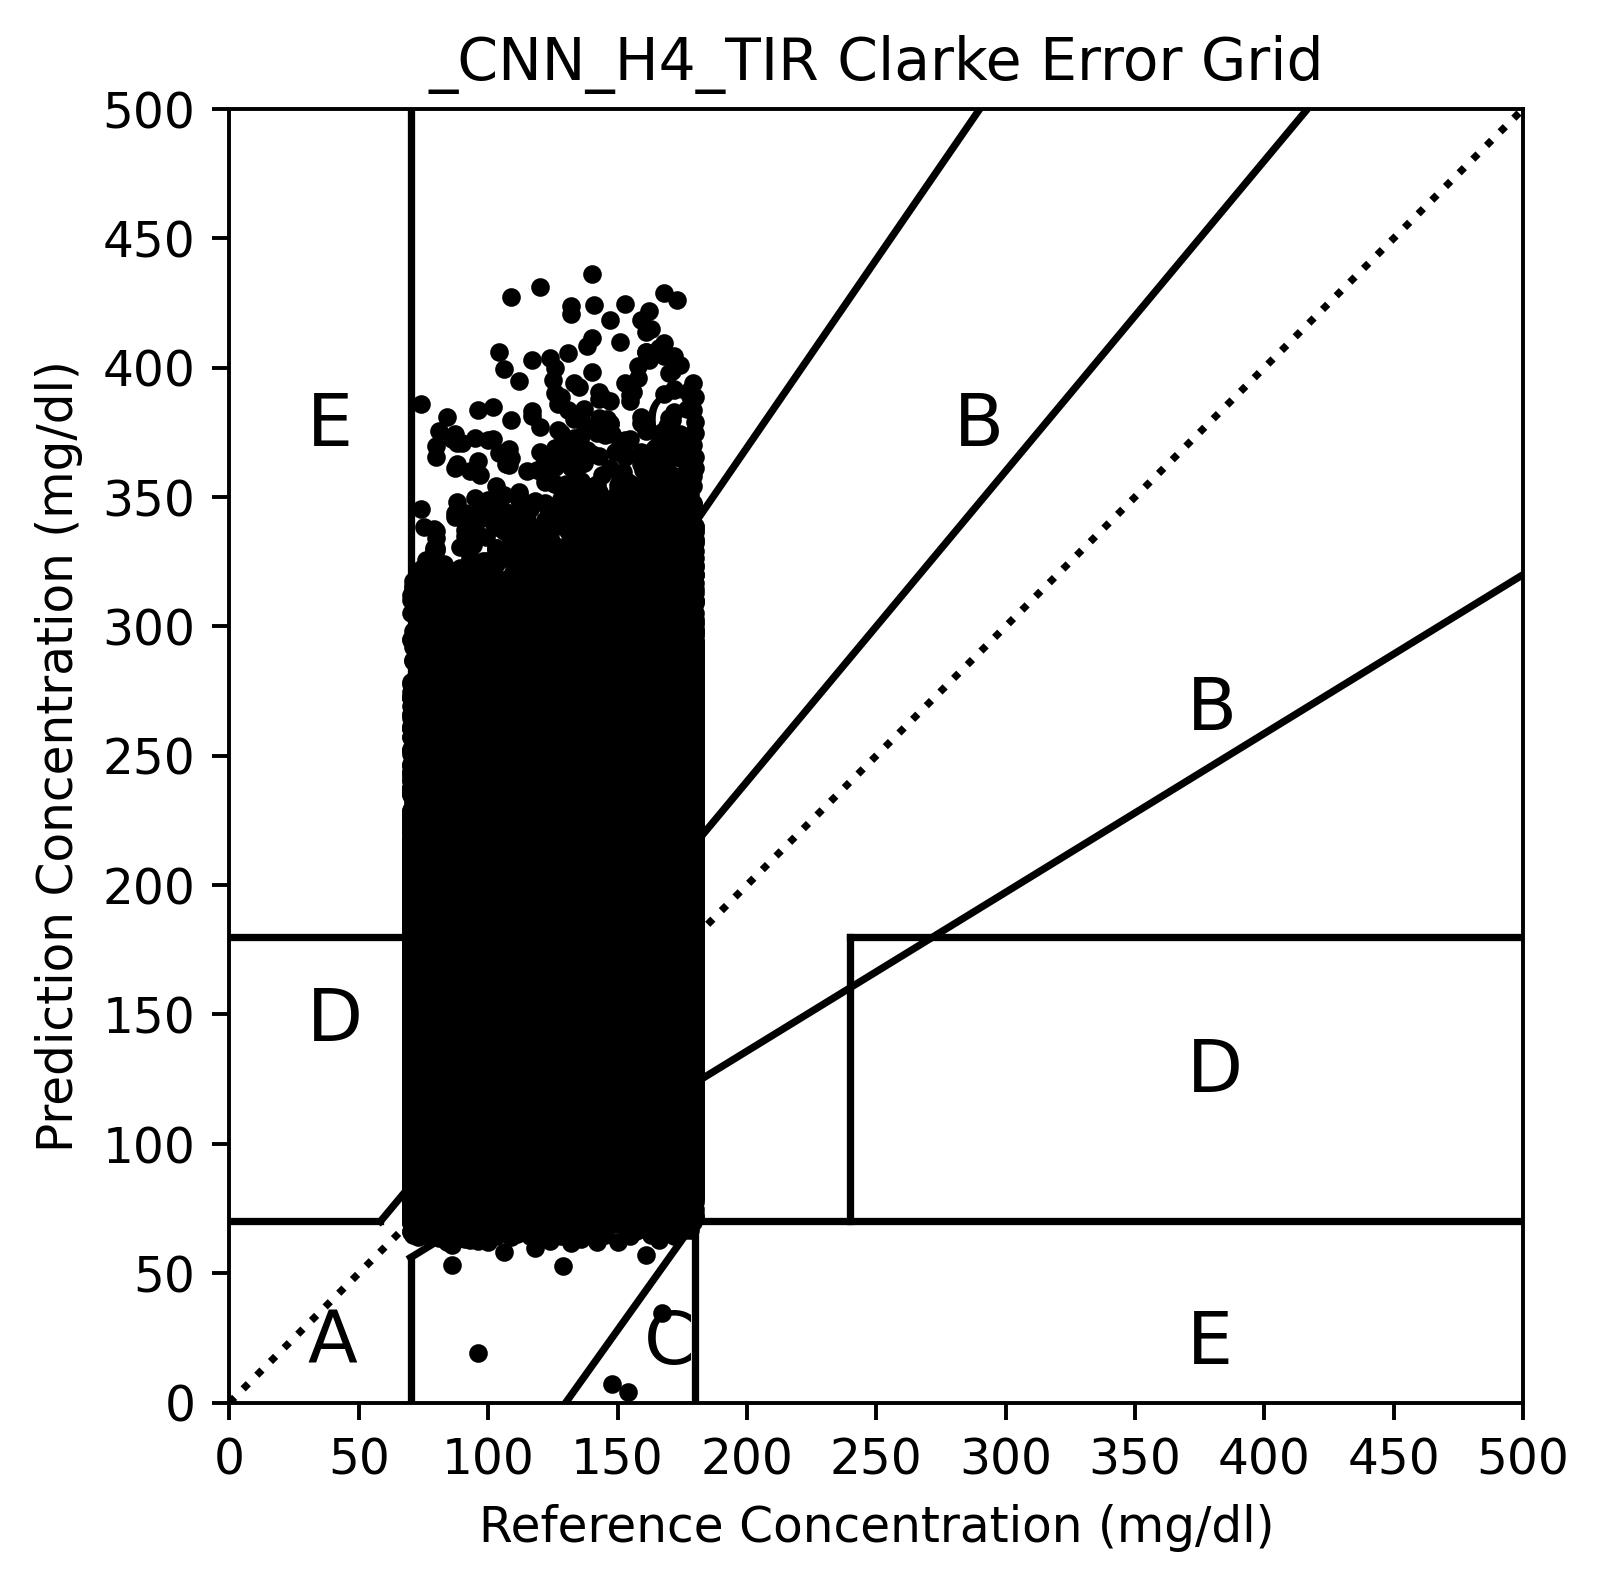 _CNN_H4_TIR Clarke Error Grid
500
450
400
350
300
250
200
150
100
50
0
Prediction Concentration (mg/dl)
E
B
B
D
D
A
C
E
0 50 100 150 200 250 300 350 400 450 500
Reference Concentration (mg/dl)